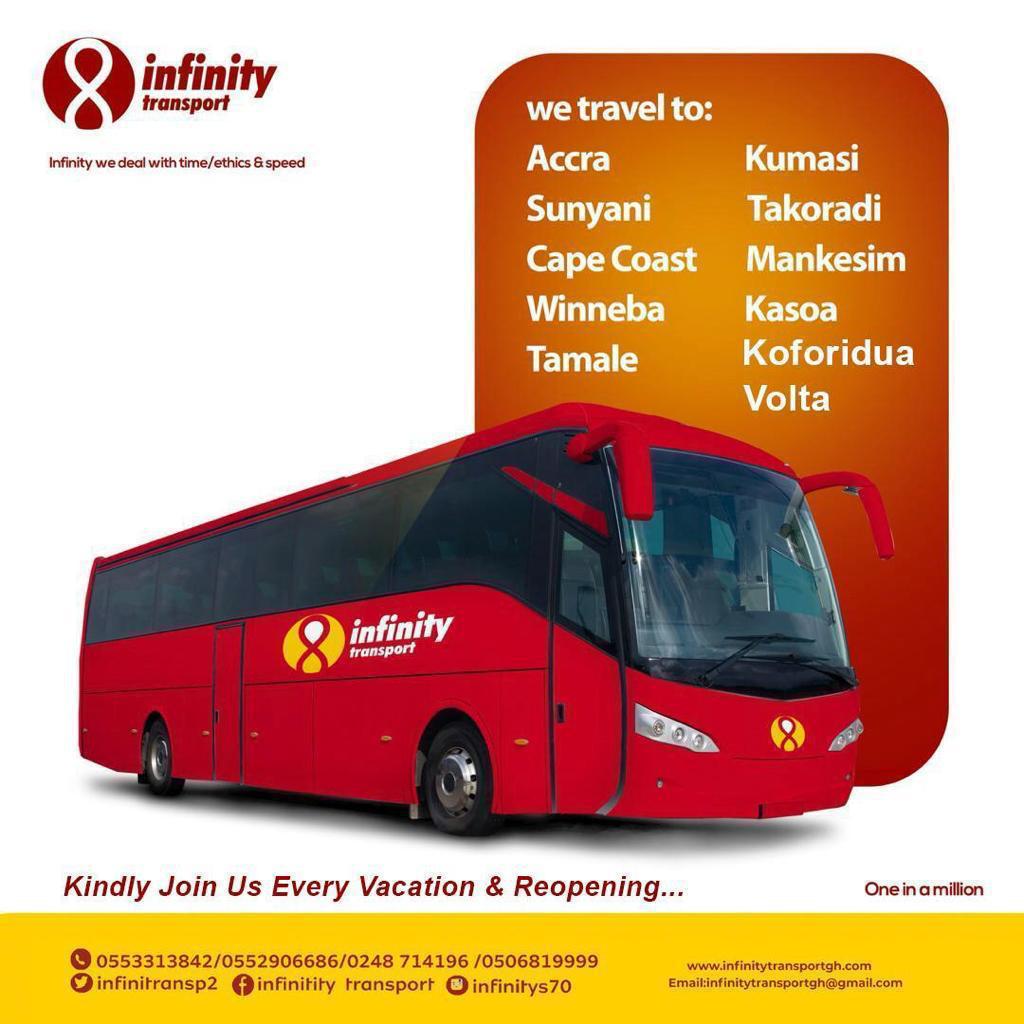 infinity
transport
Infinity we deal with time/ethics & speed
we travel to:
Accra Kumasi
Sunyani Takoradi
Cape Coast Mankesim
Winneba Kasoa
Tamale Koforidua
Volta
infinity
transport
Kindly Join Us Every Vacation & Reopening...
One in a million
0553313842/0552906686/0248 714196 /0506819999
infinitransp2 infinitity transport infinitys70
www.infinitytransportgh.com
Email:infinitytransportgh@gmail.com